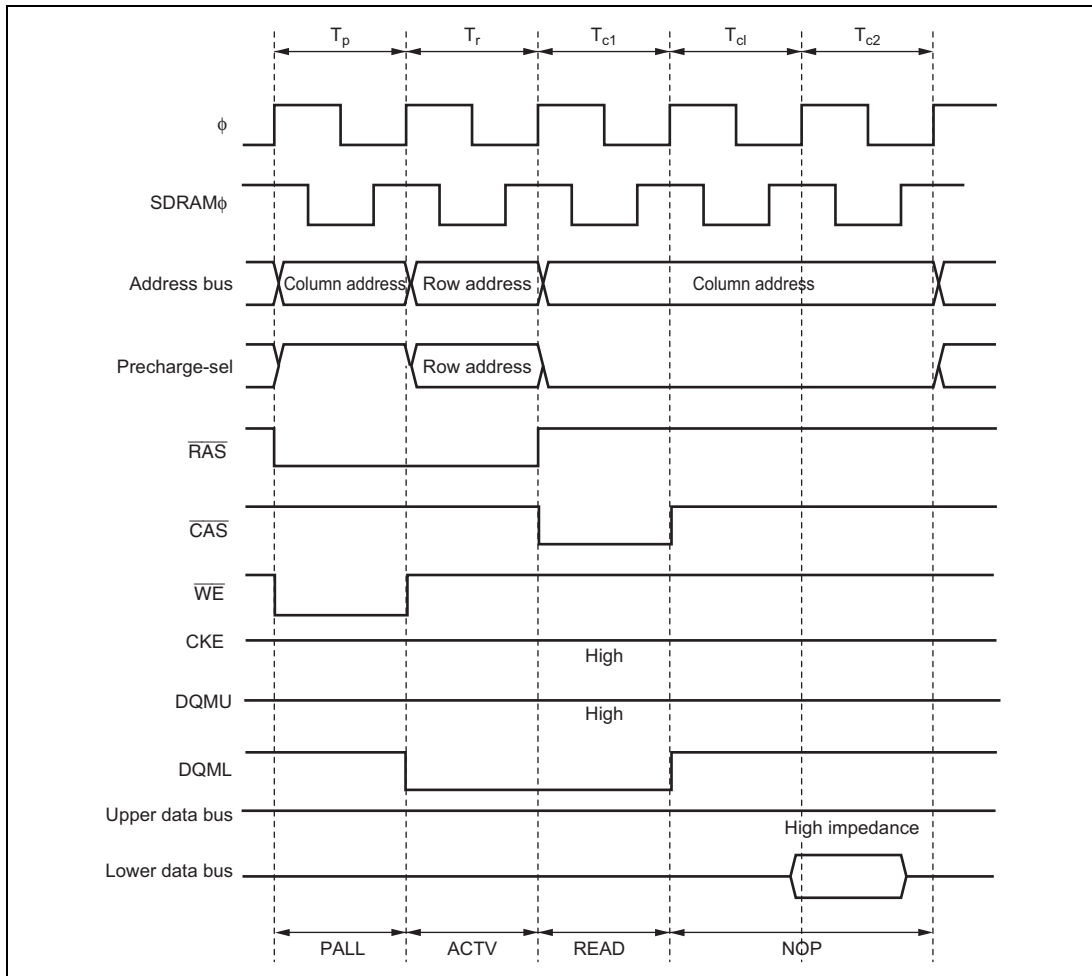 Tp Tr Tc1 Tcl Tc2
ϕ
SDRAMϕ
Address bus Column address Row address Column address
Precharge-sel Row address
RAS
CAS
WE
CKE
High
DQMU
High
DQML
Upper data bus
High impedance
Lower data bus
PALL ACTV READ NOP